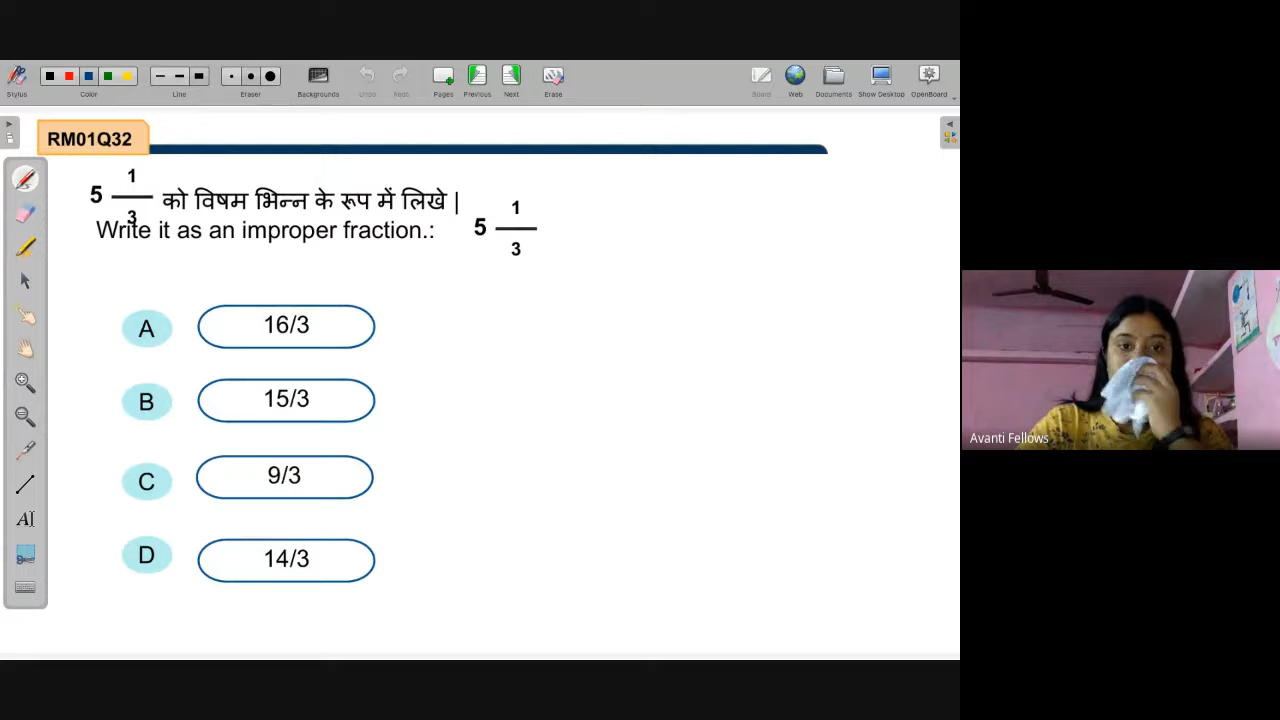 Stylus Color Line Eraser Backgrounds Undo Redo Pages Previous Next Erase Board Web Documents Show Desktop OpenBoard
RM01Q32
5 1/3 को विषम भिन्न के रूप में लिखे |
Write it as an improper fraction.: 5 1/3
A 16/3
B 15/3
C 9/3
D 14/3
Avanti Fellows